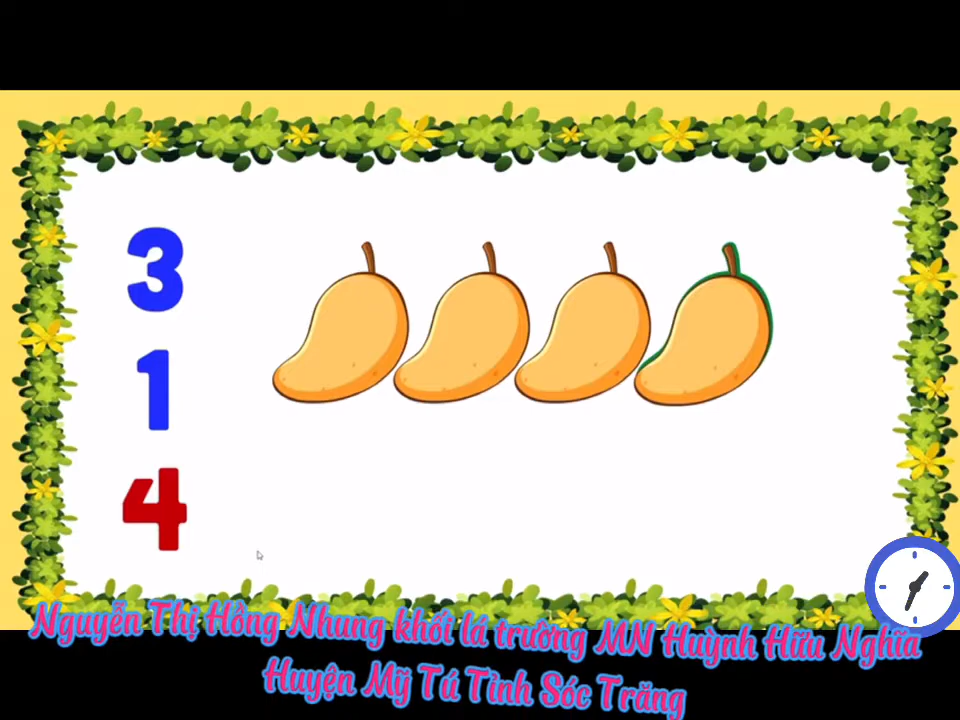 3
1
4
Nguyễn Thị Hồng Nhung khối lá trường MN Huỳnh Hữu Nghĩa
Huyện Mỹ Tú Tỉnh Sóc Trăng